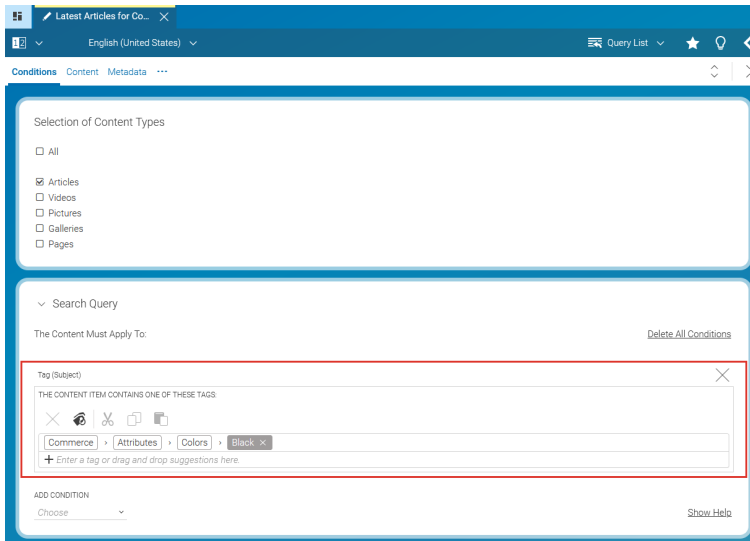 Latest Articles for Co...
12
English (United States)
Query List
Conditions Content Metadata ...
Selection of Content Types
All
Articles
Videos
Pictures
Galleries
Pages
Search Query
The Content Must Apply To:
Delete All Conditions
Tag (Subject)
THE CONTENT ITEM CONTAINS ONE OF THESE TAGS:
Commerce › Attributes › Colors › Black ×
+ Enter a tag or drag and drop suggestions here.
ADD CONDITION
Choose
Show Help